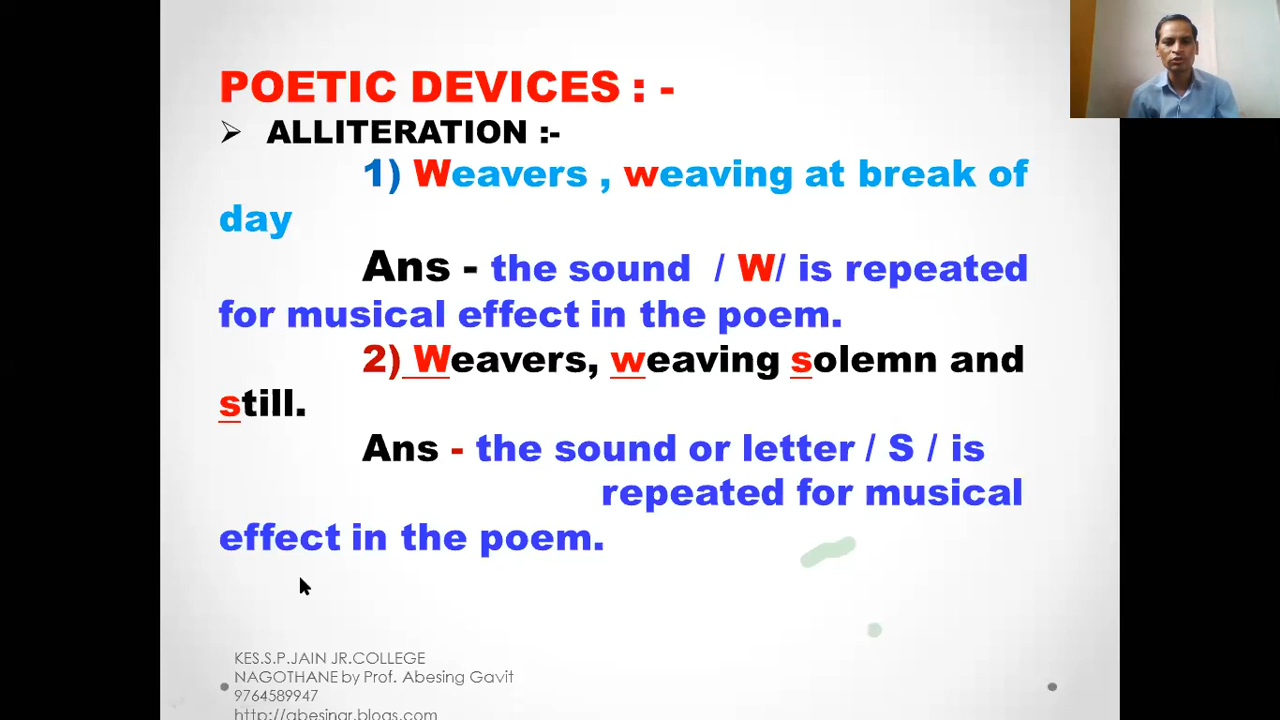 POETIC DEVICES : -
ALLITERATION :-
1) Weavers , weaving at break of
day
Ans - the sound / W/ is repeated
for musical effect in the poem.
2) Weavers, weaving solemn and
still.
Ans - the sound or letter / S / is
repeated for musical
effect in the poem.
KES.S.P.JAIN JR.COLLEGE
NAGOTHANE by Prof. Abesing Gavit
9764589947
http://abesingr.blogs.com